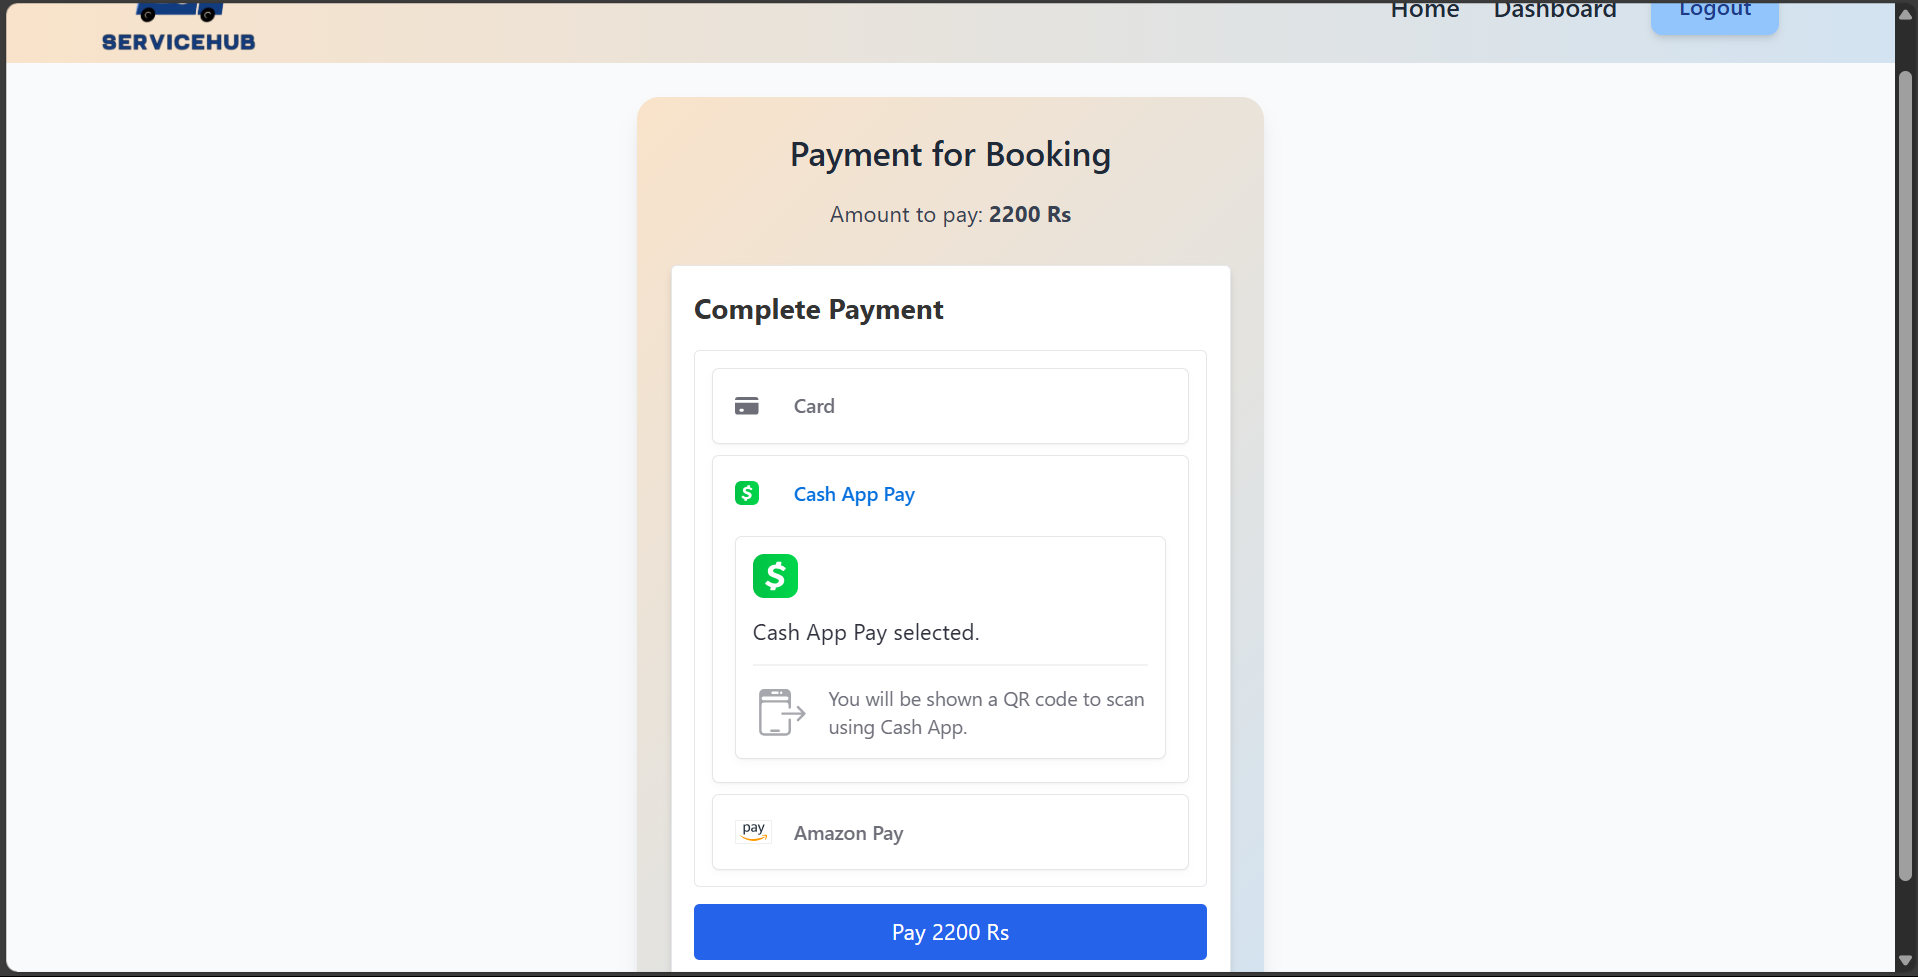 SERVICEHUB
Home
Dashboard
Logout
Payment for Booking
Amount to pay: 2200 Rs
Complete Payment
Card
$
Cash App Pay
$
Cash App Pay selected.
You will be shown a QR code to scan
using Cash App.
pay
Amazon Pay
Pay 2200 Rs